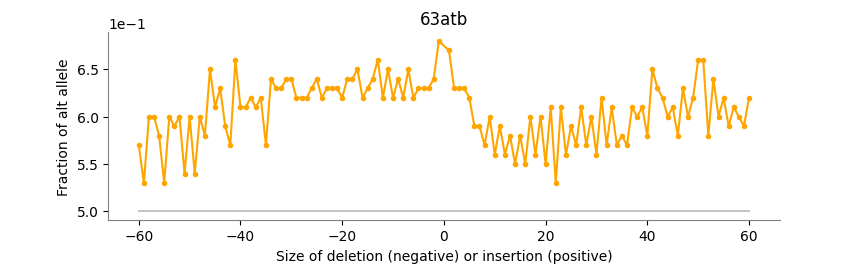 63atb
1e−1
Fraction of alt allele
6.5
6.0
5.5
5.0
−60 −40 −20 0 20 40 60
Size of deletion (negative) or insertion (positive)